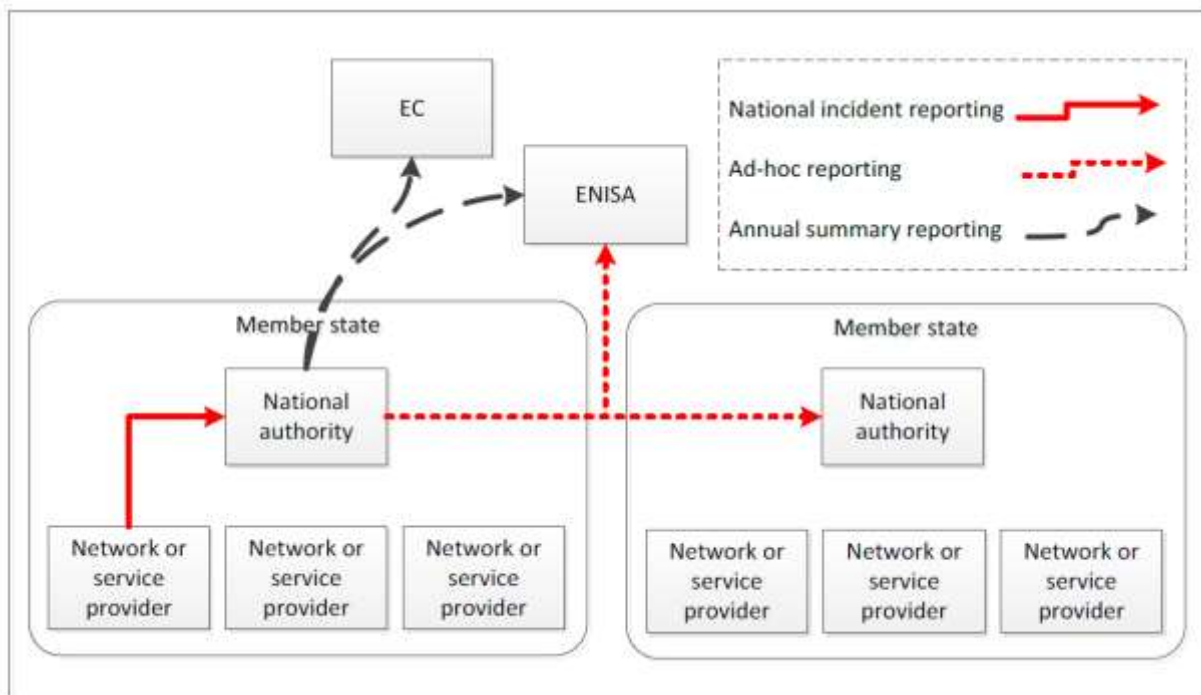 EC
ENISA
National incident reporting
Ad-hoc reporting
Annual summary reporting
Member state
National
authority
Network or
service
provider
Network or
service
provider
Network or
service
provider
Member state
National
authority
Network or
service
provider
Network or
service
provider
Network or
service
provider